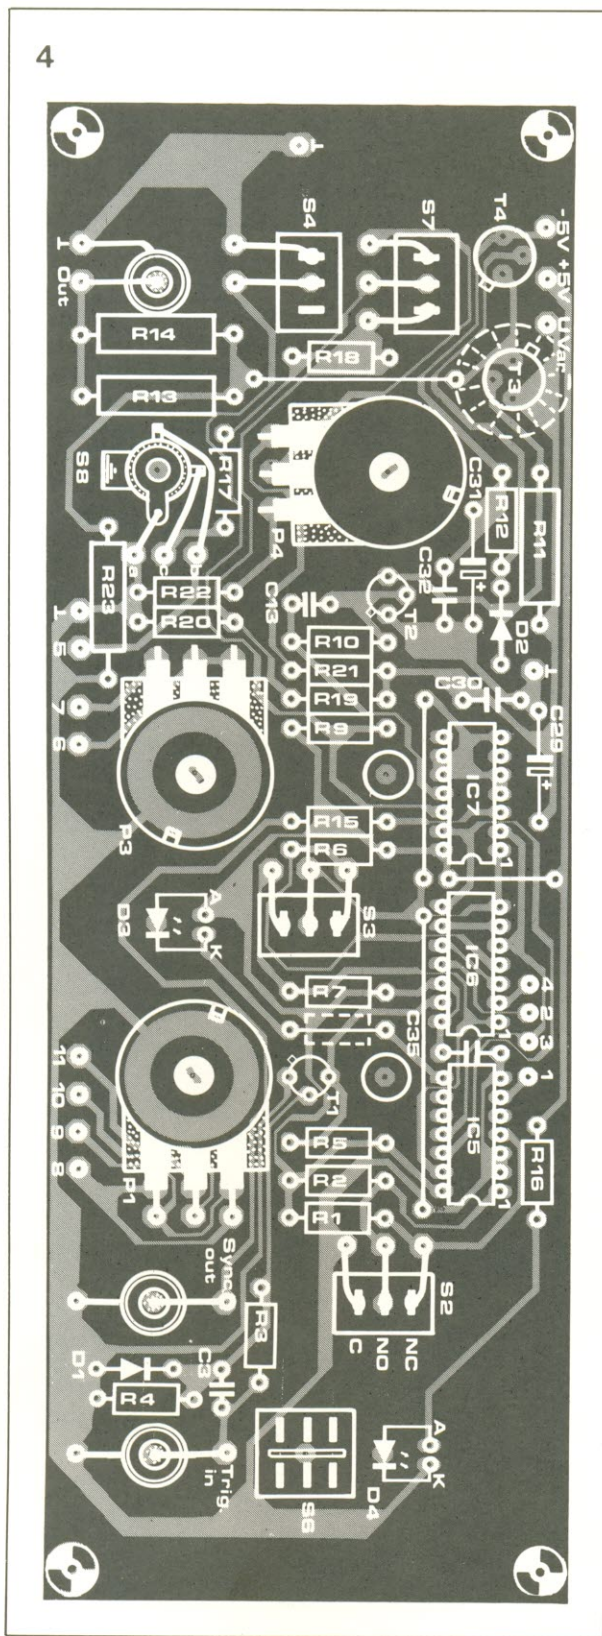 4
⊥
S4
S7
T4
-5V +5V UVar.
⊥
Out
R14
R18
T3
R13
S8
R17
P4
C31
R12
R11
a
c
b
R23
R22
R20
C13
T2
C32
D2
⊥
5
7
6
R10
R21
R19
R9
C30
⊥
C29
IC7
1
P3
R15
R6
D3
A
K
S3
IC6
1
R7
C35
4
2
3
1
11
10
9
8
T1
IC5
1
P1
R5
R2
R1
R16
Sync
out
S2
C
NO
NC
R3
D1
C3
R4
Trig.
in
S6
D4
A
K